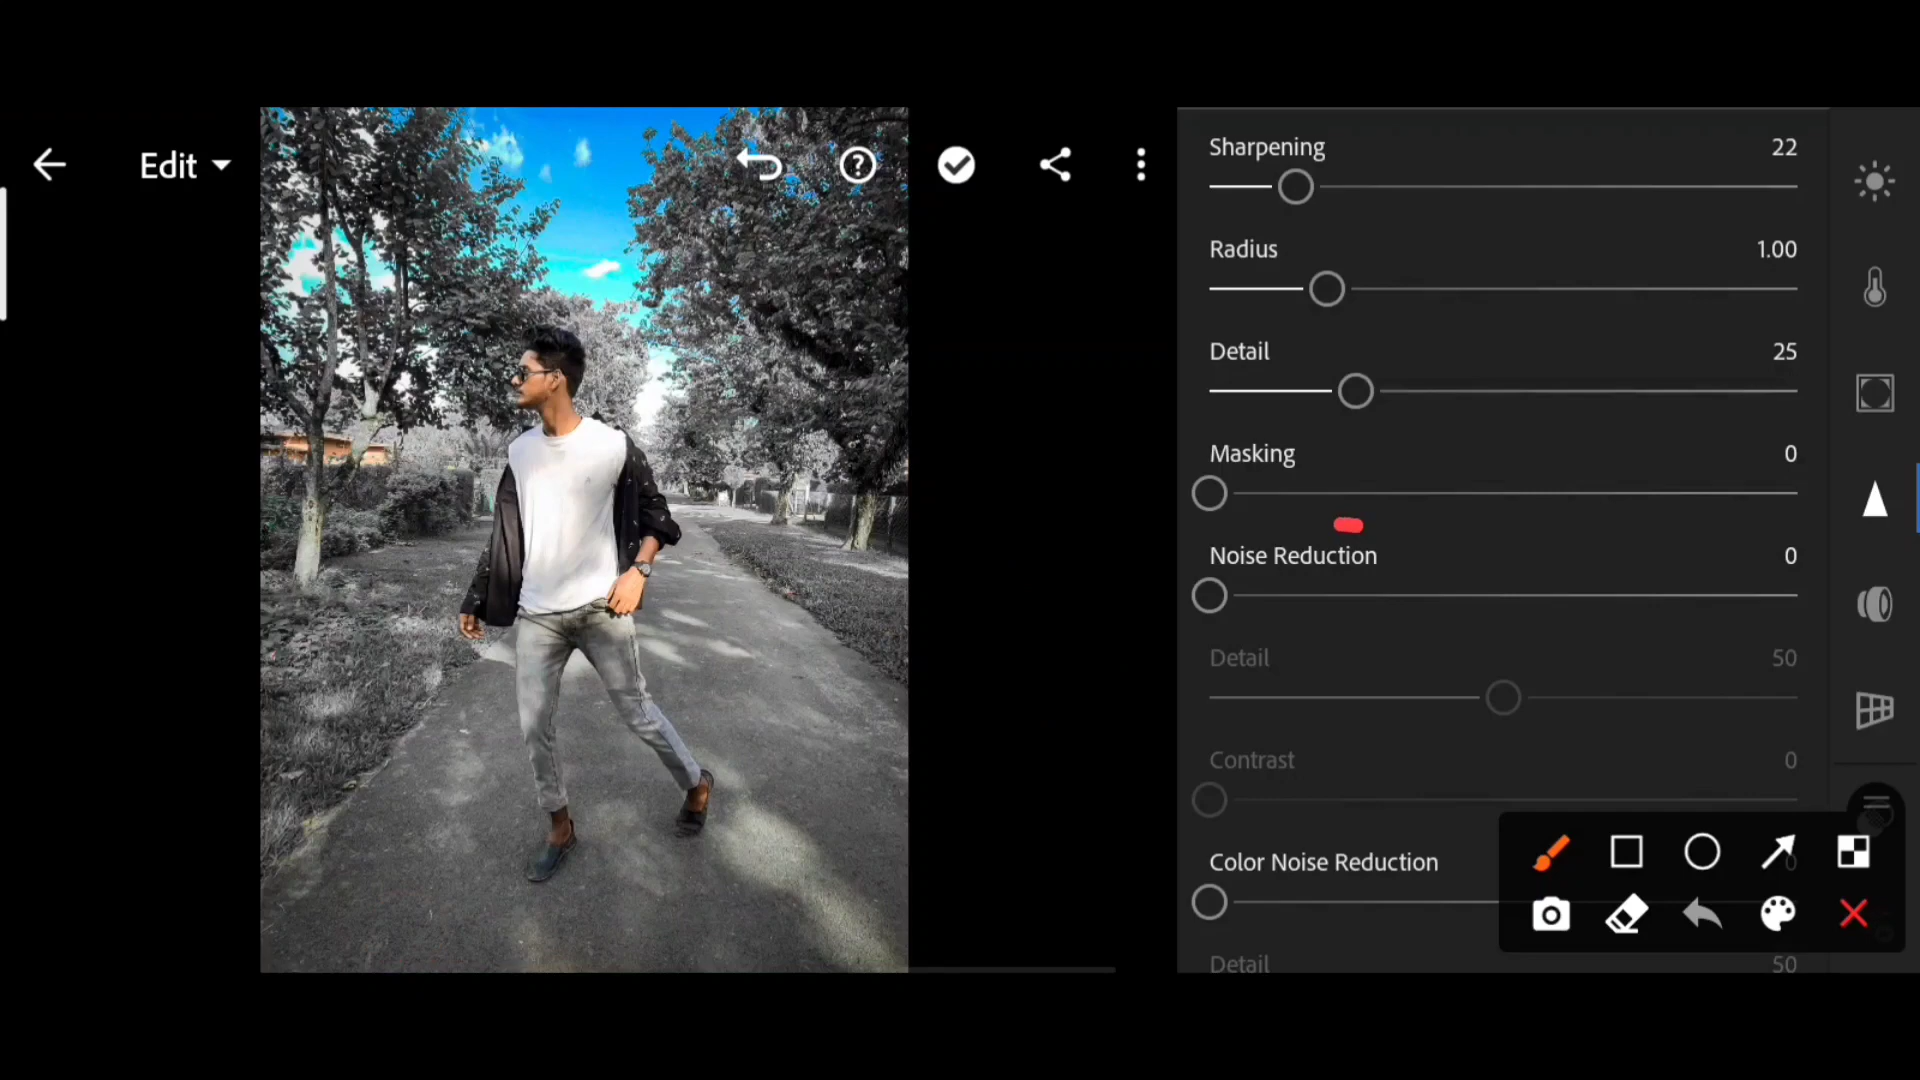 Edit
Sharpening 22
Radius 1.00
Detail 25
Masking 0
Noise Reduction 0
Detail 50
Contrast 0
Color Noise Reduction
Detail 50